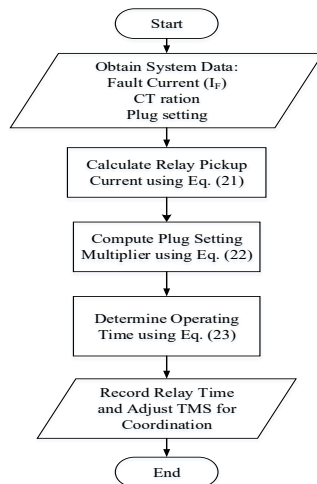 Start
Obtain System Data:
Fault Current (IF)
CT ration
Plug setting
Calculate Relay Pickup
Current using Eq. (21)
Compute Plug Setting
Multiplier using Eq. (22)
Determine Operating
Time using Eq. (23)
Record Relay Time
and Adjust TMS for
Coordination
End